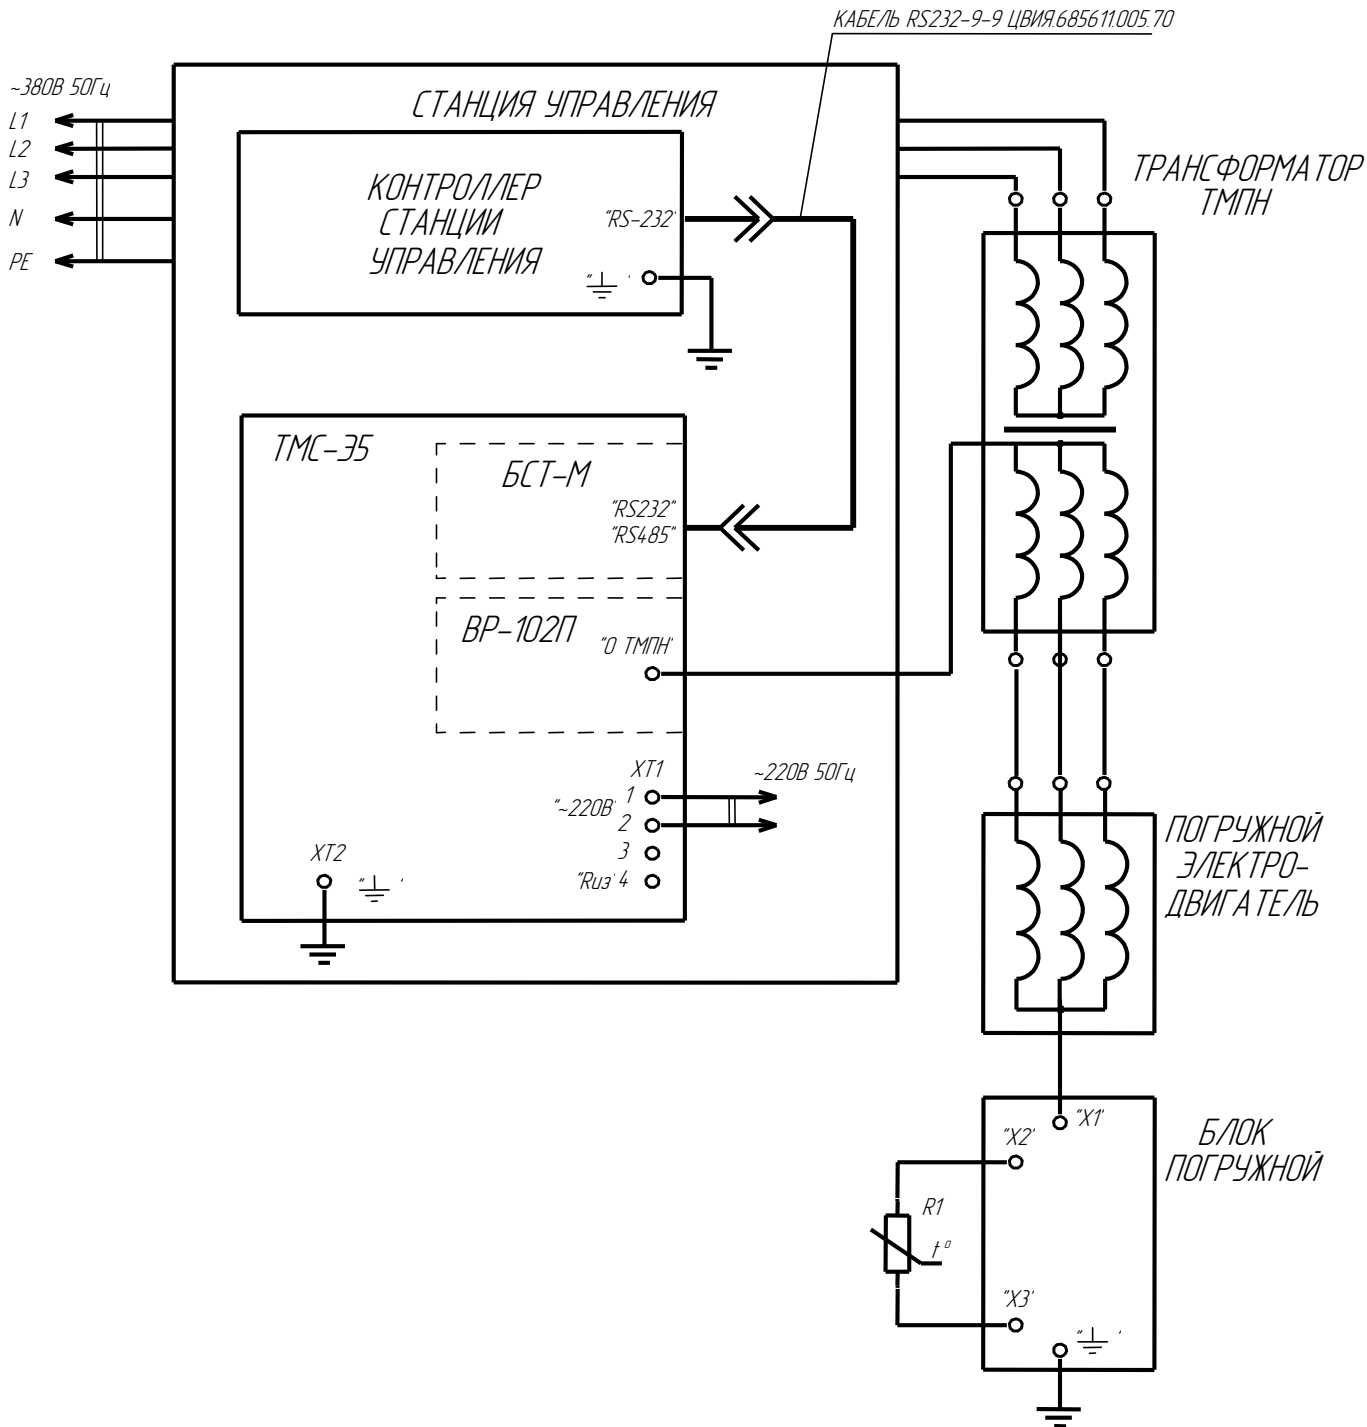 КАБЕЛЬ RS232-9-9 ЦВИЯ.685611.005.70
~380В 50Гц
L1
L2
L3
N
PE
СТАНЦИЯ УПРАВЛЕНИЯ
КОНТРОЛЛЕР
СТАНЦИИ
УПРАВЛЕНИЯ
"RS-232'
ТРАНСФОРМАТОР
ТМПН
ТМС-Э5
БСТ-М
"RS232"
"RS485"
ВР-102П
"0 ТМПН'
XT1
~220В 50Гц
"~220В'
1
2
3
"Rиз' 4
XT2
ПОГРУЖНОЙ
ЭЛЕКТРО-
ДВИГАТЕЛЬ
БЛОК
ПОГРУЖНОЙ
"X1'
"X2'
R1
t°
"X3'